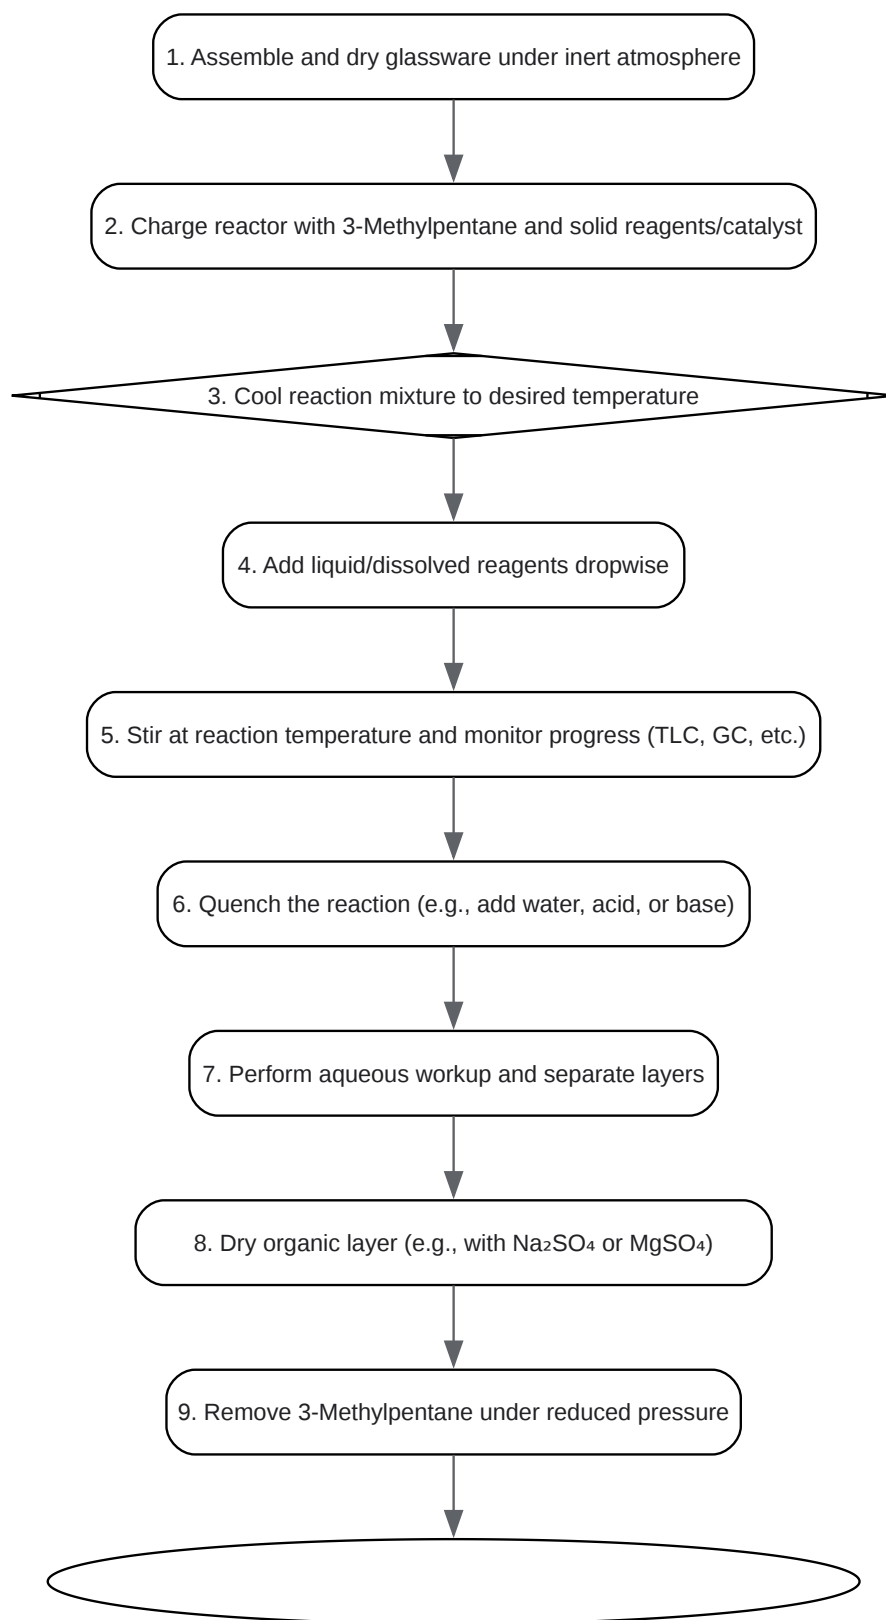 1. Assemble and dry glassware under inert atmosphere
2. Charge reactor with 3-Methylpentane and solid reagents/catalyst
3. Cool reaction mixture to desired temperature
4. Add liquid/dissolved reagents dropwise
5. Stir at reaction temperature and monitor progress (TLC, GC, etc.)
6. Quench the reaction (e.g., add water, acid, or base)
7. Perform aqueous workup and separate layers
8. Dry organic layer (e.g., with Na₂SO₄ or MgSO₄)
9. Remove 3-Methylpentane under reduced pressure